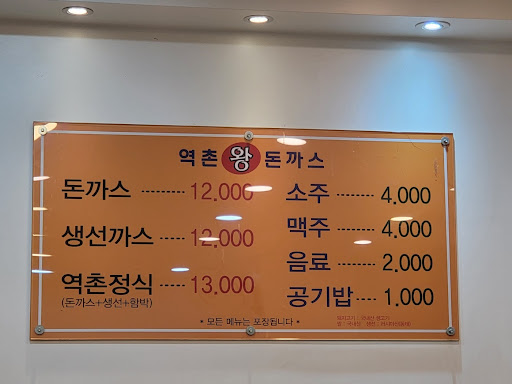 역촌 왕 돈까스
돈까스 ------- 12,000
생선까스 ----- 12,000
역촌정식 ---- 13,000
(돈까스+생선+함박)
소주 ------ 4,000
맥주 ------ 4,000
음료 ------ 2,000
공기밥 -- 1,000
• 모든 메뉴는 포장됩니다 •